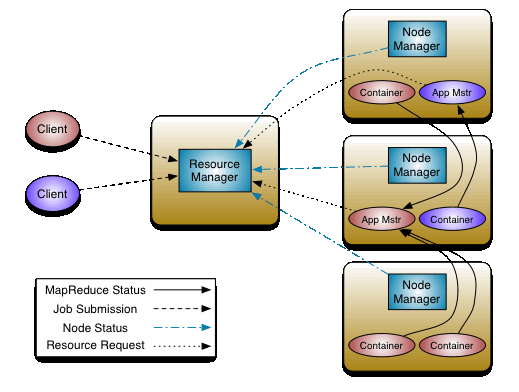 Node
Manager
Container
App Mstr
Client
Resource
Manager
Client
Node
Manager
App Mstr
Container
Node
Manager
Container
Container
MapReduce Status
Job Submission
Node Status
Resource Request